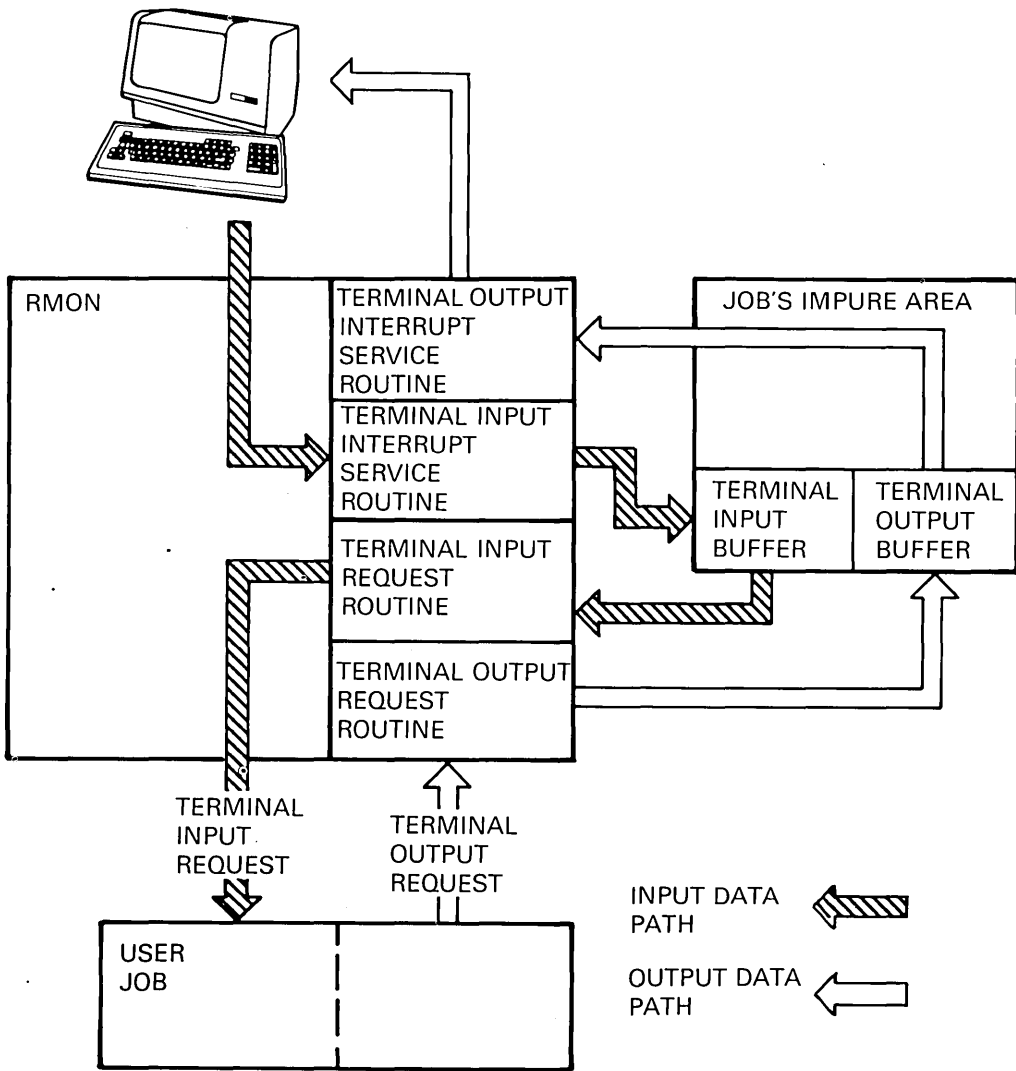 RMON
TERMINAL OUTPUT
INTERRUPT
SERVICE
ROUTINE
TERMINAL INPUT
INTERRUPT
SERVICE
ROUTINE
TERMINAL INPUT
REQUEST
ROUTINE
TERMINAL OUTPUT
REQUEST
ROUTINE
JOB'S IMPURE AREA
TERMINAL
INPUT
BUFFER
TERMINAL
OUTPUT
BUFFER
TERMINAL
INPUT
REQUEST
TERMINAL
OUTPUT
REQUEST
USER
JOB
INPUT DATA
PATH
OUTPUT DATA
PATH